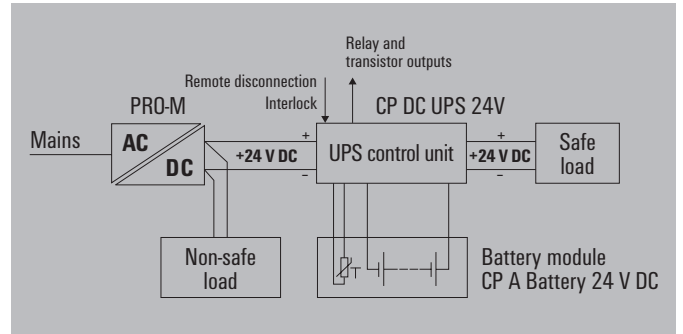 Relay and
transistor outputs
Remote disconnection
Interlock
PRO-M
CP DC UPS 24V
Mains
AC
DC
+
+24 V DC
–
UPS control unit
+
+24 V DC
–
Safe
load
Non-safe
load
T
Battery module
CP A Battery 24 V DC